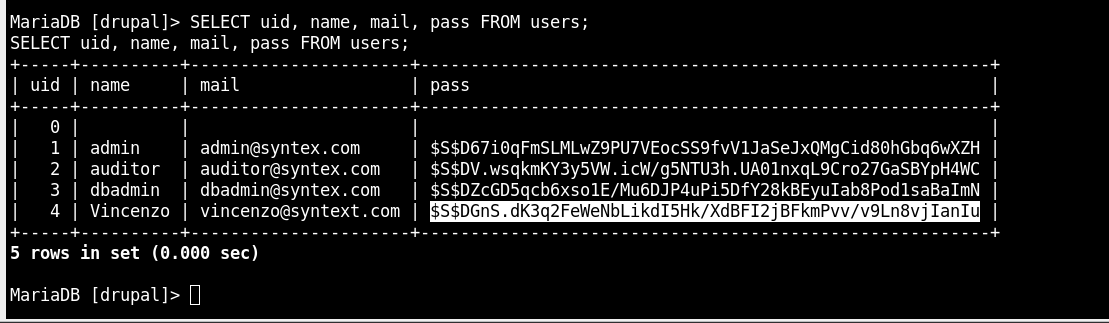 MariaDB [drupal]> SELECT uid, name, mail, pass FROM users;
SELECT uid, name, mail, pass FROM users;
+-----+----------+----------------------+---------------------------------------------------------+
| uid | name     | mail                 | pass                                                    |
+-----+----------+----------------------+---------------------------------------------------------+
|   0 |          |                      |                                                         |
|   1 | admin    | admin@syntex.com     | $S$D67i0qFmSLMLwZ9PU7VEocSS9fvV1JaSeJxQMgCid80hGbq6wXZH |
|   2 | auditor  | auditor@syntex.com   | $S$DV.wsqkmKY3y5VW.icW/g5NTU3h.UA01nxqL9Cro27GaSBYpH4WC |
|   3 | dbadmin  | dbadmin@syntex.com   | $S$DZcGD5qcb6xso1E/Mu6DJP4uPi5DfY28kBEyuIab8Pod1saBaImN |
|   4 | Vincenzo | vincenzo@syntext.com | $S$DGnS.dK3q2FeWeNbLikdI5Hk/XdBFI2jBFkmPvv/v9Ln8vjIanIu |
+-----+----------+----------------------+---------------------------------------------------------+
5 rows in set (0.000 sec)
MariaDB [drupal]>